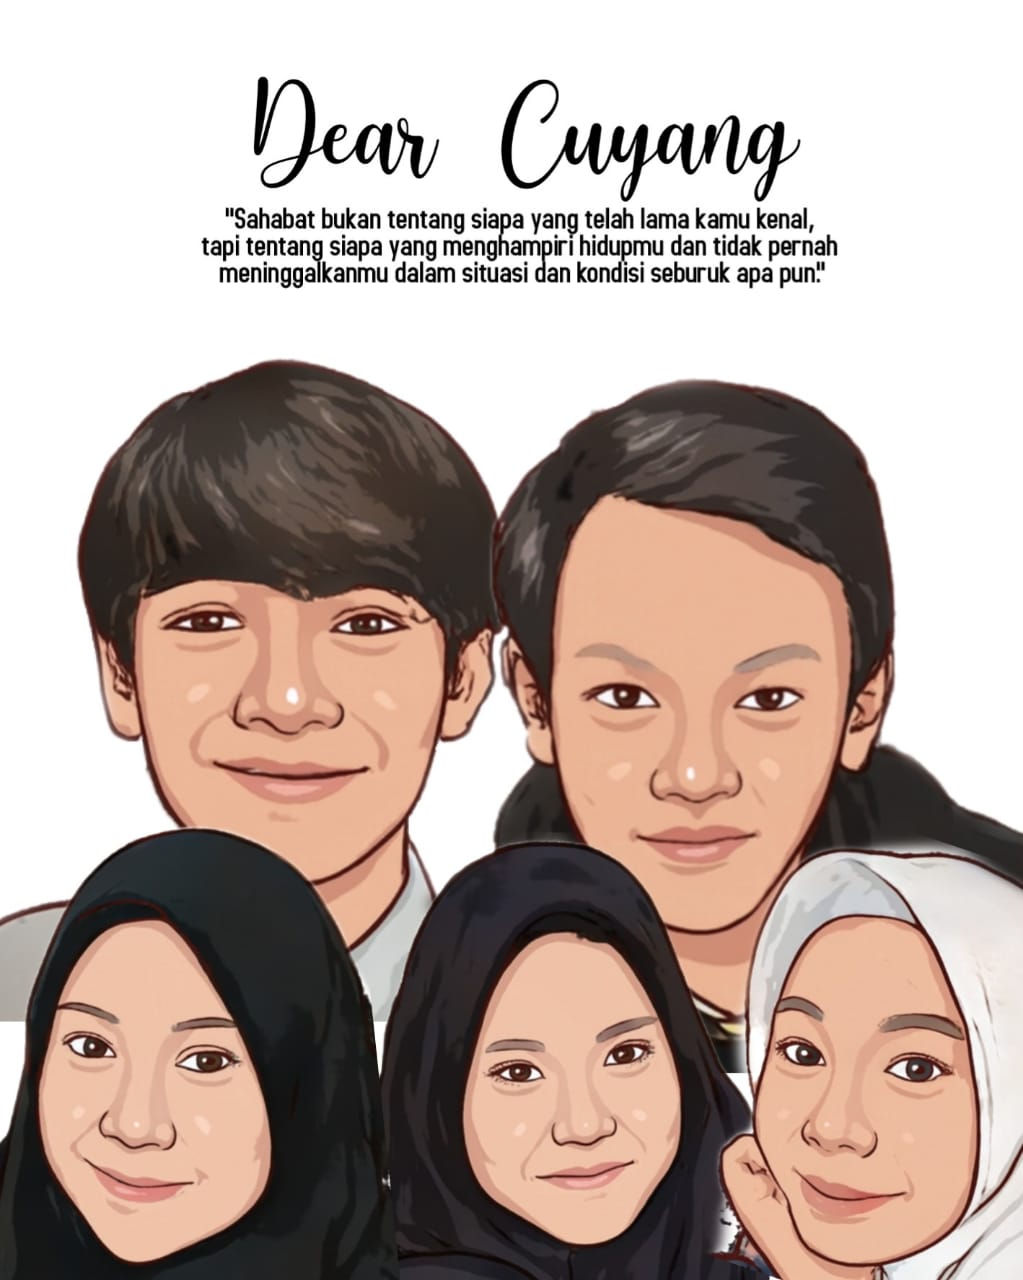 Dear Cuyang
"Sahabat bukan tentang siapa yang telah lama kamu kenal,
tapi tentang siapa yang menghampiri hidupmu dan tidak pernah
meninggalkanmu dalam situasi dan kondisi seburuk apa pun."